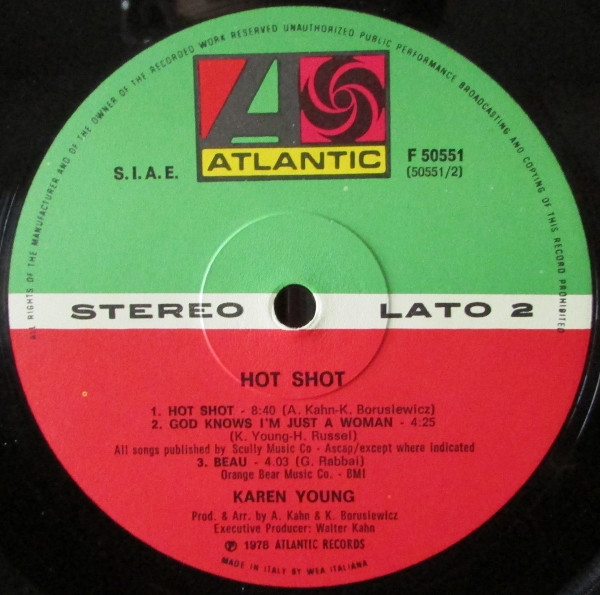 ALL RIGHTS OF THE MANUFACTURER AND OF THE OWNER OF THE RECORDED WORK RESERVED UNAUTHORIZED PUBLIC PERFORMANCE BROADCASTING AND COPYING OF THIS RECORD PROHIBITED
A
ATLANTIC
S.I.A.E.
F 50551
(50551/2)
STEREO
LATO 2
HOT SHOT
1. HOT SHOT - 8:40 (A. Kahn-K. Borusiewicz)
2. GOD KNOWS I'M JUST A WOMAN - 4:25
(K. Young-H. Russel)
All songs published by Scully Music Co - Ascap/except where indicated
3. BEAU - 4.03 (G. Rabbai)
Orange Bear Music Co. - BMI
KAREN YOUNG
Prod. & Arr. by A. Kahn & K. Borusiewicz
Executive Producer: Walter Kahn
℗ 1978 ATLANTIC RECORDS
MADE IN ITALY BY WEA ITALIANA